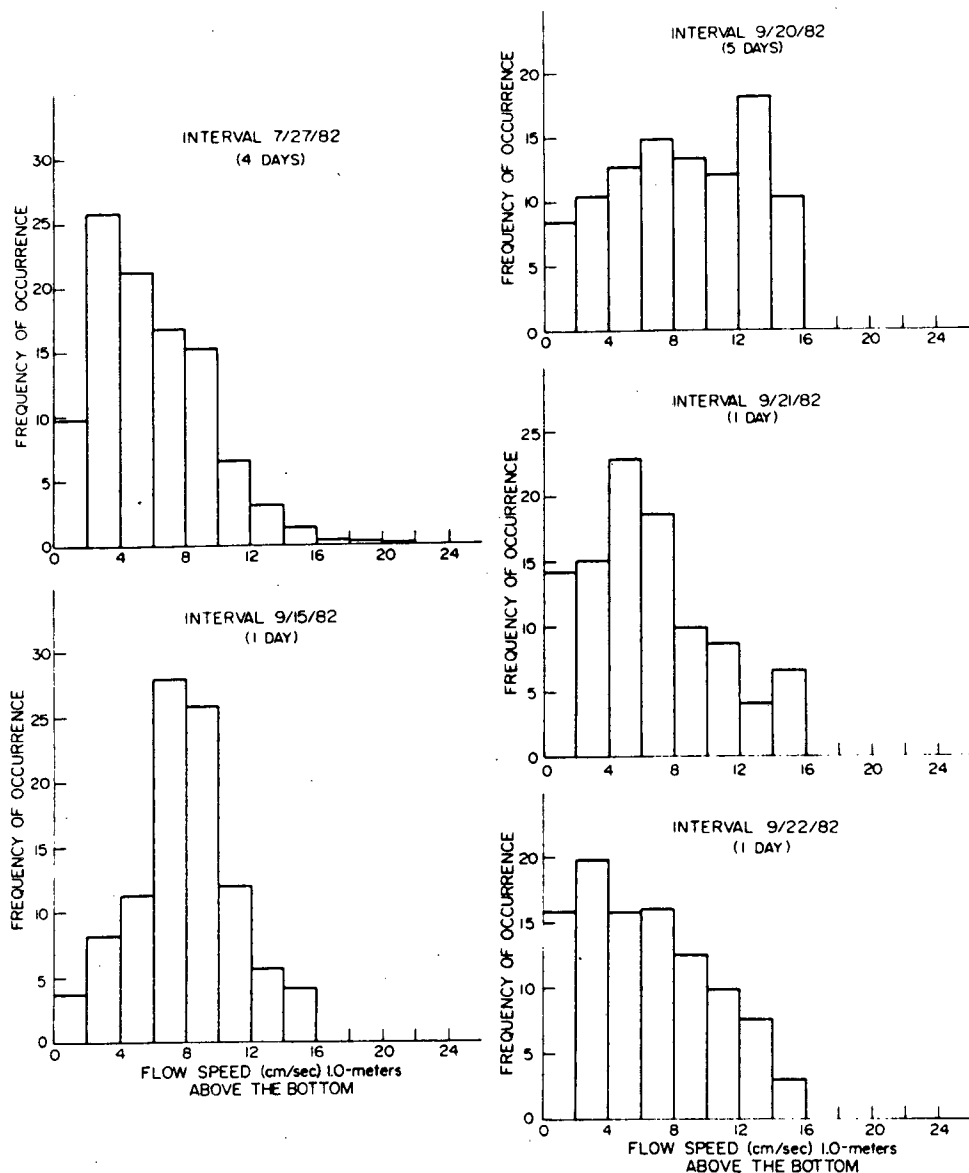 INTERVAL 7/27/82
(4 DAYS)
FREQUENCY OF OCCURRENCE
30
25
20
15
10
5
0
0 4 8 12 16 20 24
INTERVAL 9/15/82
(1 DAY)
FREQUENCY OF OCCURRENCE
30
25
20
15
10
5
0
0 4 8 12 16 20 24
FLOW SPEED (cm/sec) 1.0-meters
ABOVE THE BOTTOM
INTERVAL 9/20/82
(5 DAYS)
FREQUENCY OF OCCURRENCE
20
15
10
5
0
0 4 8 12 16 20 24
INTERVAL 9/21/82
(1 DAY)
FREQUENCY OF OCCURRENCE
25
20
15
10
5
0
0 4 8 12 16 20 24
INTERVAL 9/22/82
(1 DAY)
FREQUENCY OF OCCURRENCE
20
15
10
5
0
0 4 8 12 16 20 24
FLOW SPEED (cm/sec) 1.0-meters
ABOVE THE BOTTOM